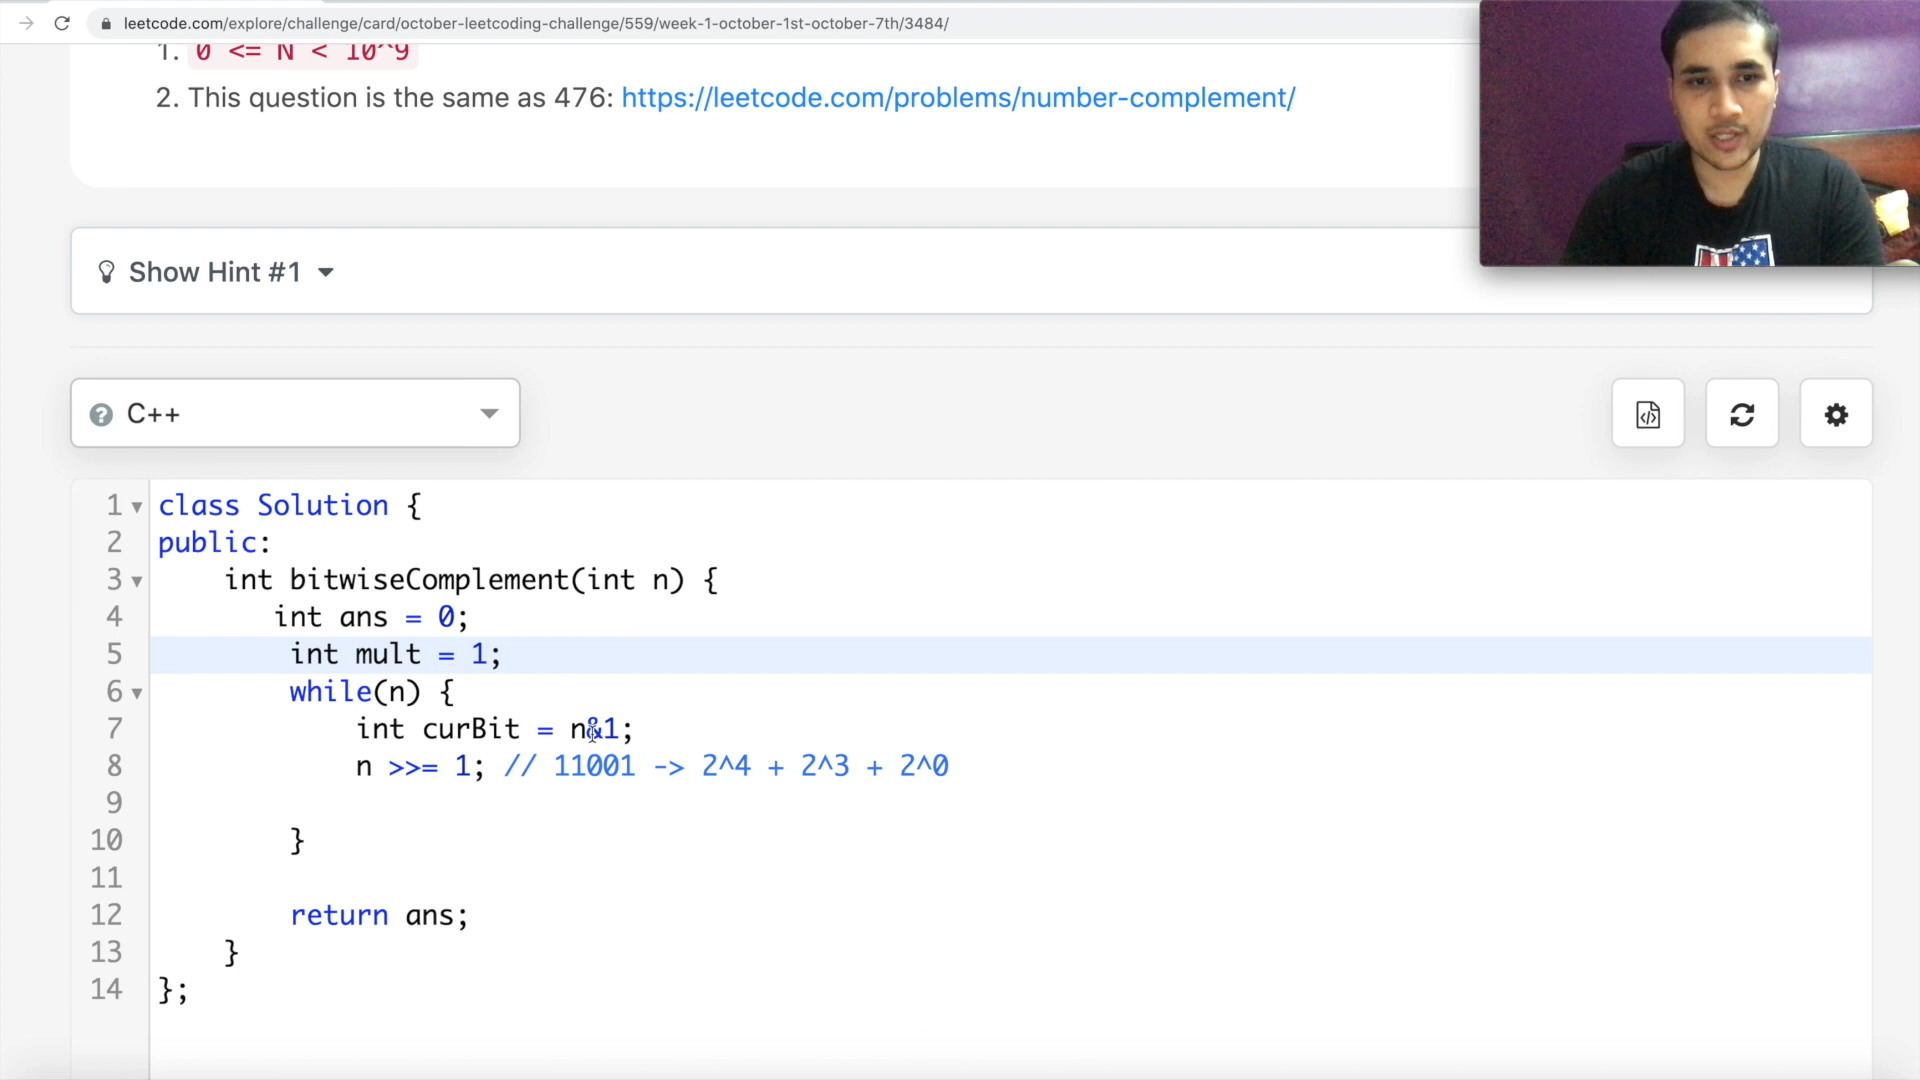 leetcode.com/explore/challenge/card/october-leetcoding-challenge/559/week-1-october-1st-october-7th/3484/
1. 0 <= N < 10^9
2. This question is the same as 476: https://leetcode.com/problems/number-complement/
Show Hint #1
C++
1 class Solution {
2 public:
3 int bitwiseComplement(int n) {
4 int ans = 0;
5 int mult = 1;
6 while(n) {
7 int curBit = n&1;
8 n >>= 1; // 11001 -> 2^4 + 2^3 + 2^0
9
10 }
11
12 return ans;
13 }
14 };